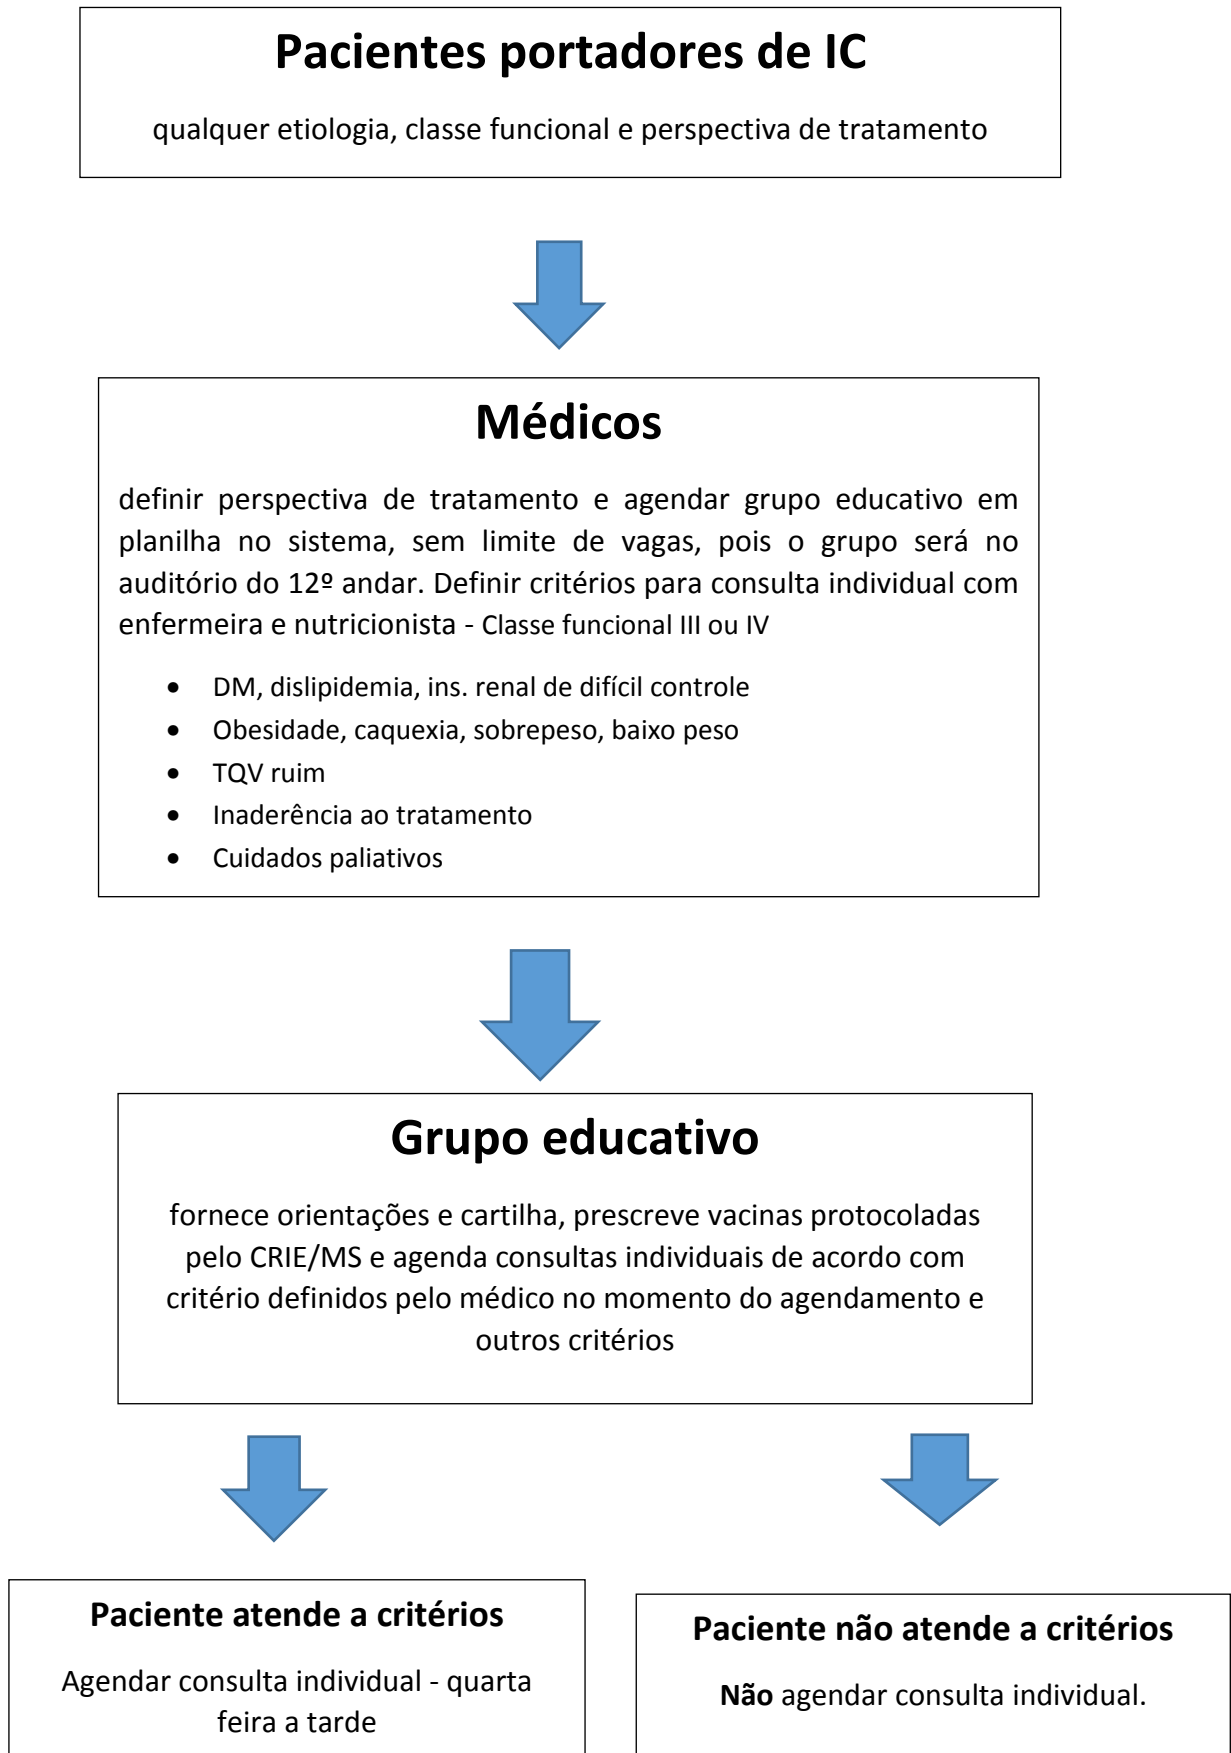 Pacientes portadores de IC
qualquer etiologia, classe funcional e perspectiva de tratamento
Médicos
definir perspectiva de tratamento e agendar grupo educativo em
planilha no sistema, sem limite de vagas, pois o grupo será no
auditório do 12º andar. Definir critérios para consulta individual com
enfermeira e nutricionista - Classe funcional III ou IV
• DM, dislipidemia, ins. renal de difícil controle
• Obesidade, caquexia, sobrepeso, baixo peso
• TQV ruim
• Inaderência ao tratamento
• Cuidados paliativos
Grupo educativo
fornece orientações e cartilha, prescreve vacinas protocoladas
pelo CRIE/MS e agenda consultas individuais de acordo com
critério definidos pelo médico no momento do agendamento e
outros critérios
Paciente atende a critérios
Agendar consulta individual - quarta
feira a tarde
Paciente não atende a critérios
Não agendar consulta individual.